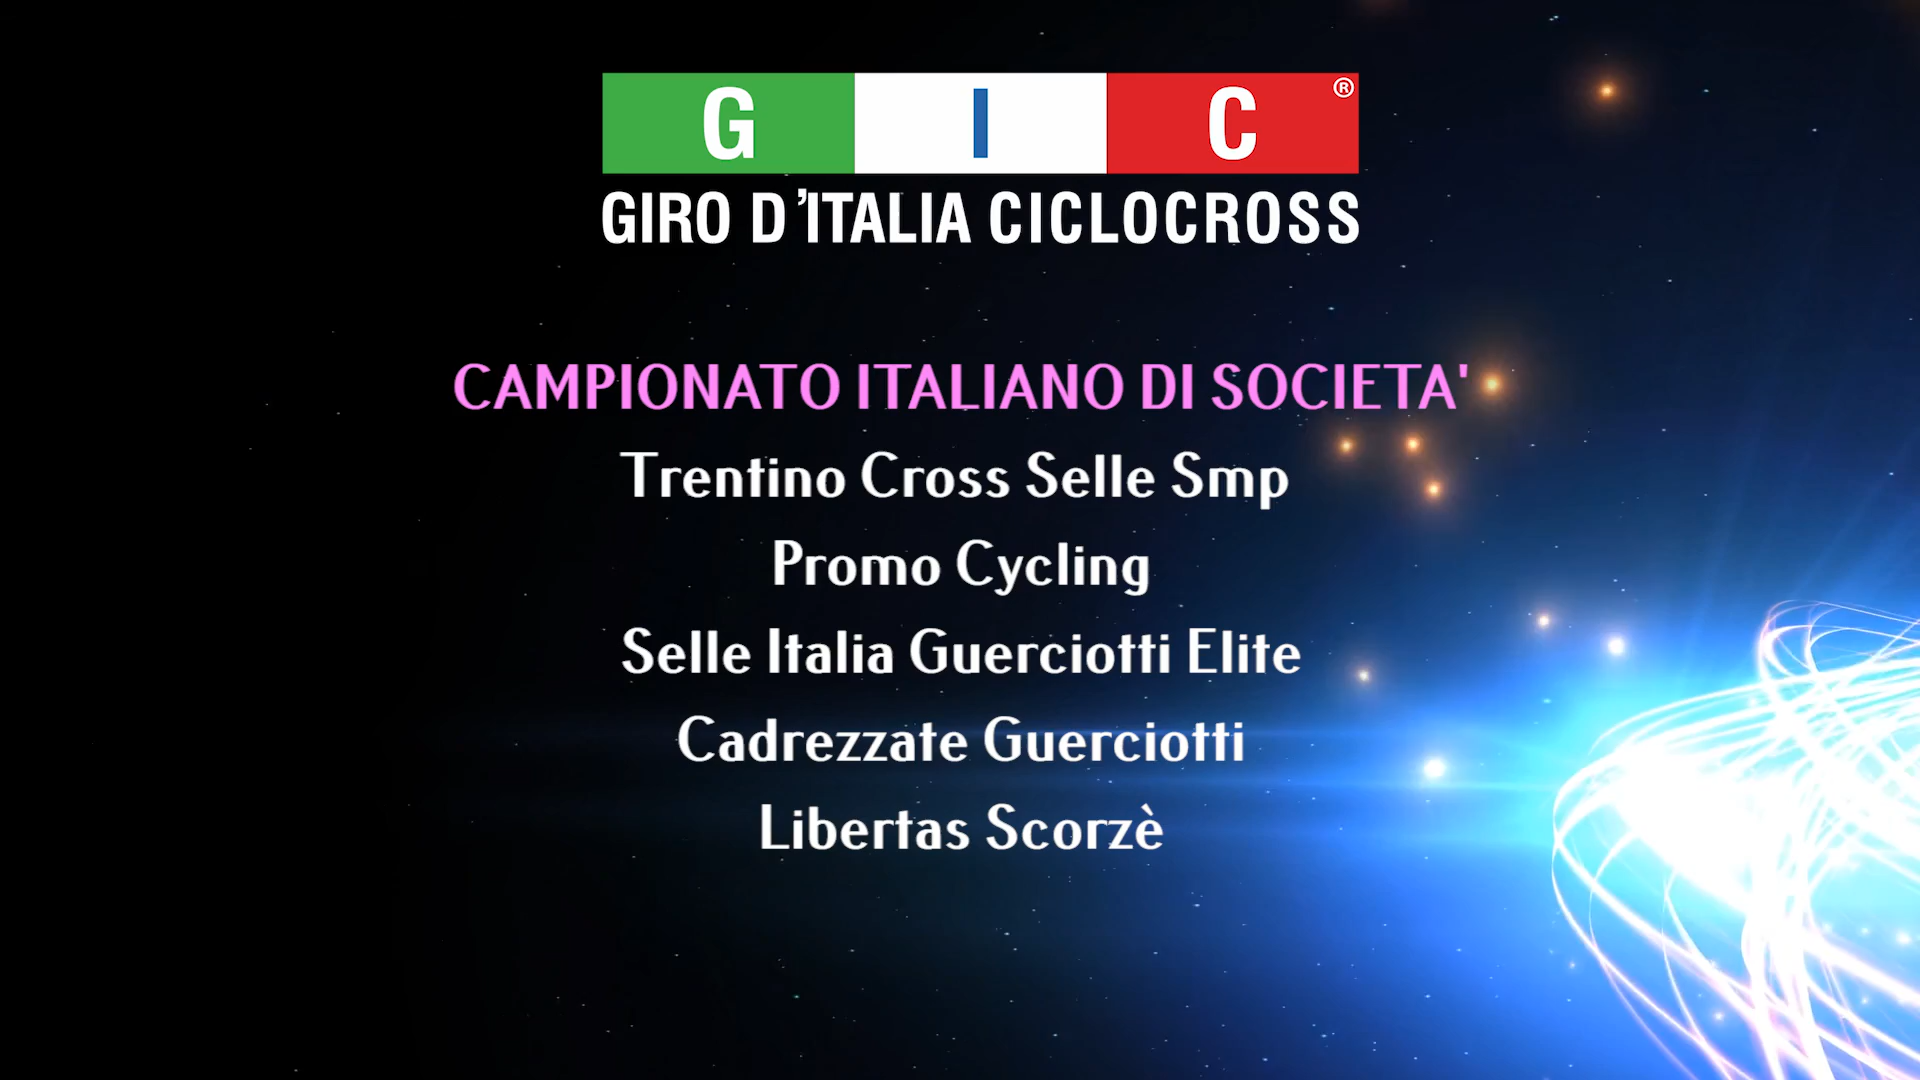 G I C ®
GIRO D'ITALIA CICLOCROSS
CAMPIONATO ITALIANO DI SOCIETA'
Trentino Cross Selle Smp
Promo Cycling
Selle Italia Guerciotti Elite
Cadrezzate Guerciotti
Libertas Scorzè